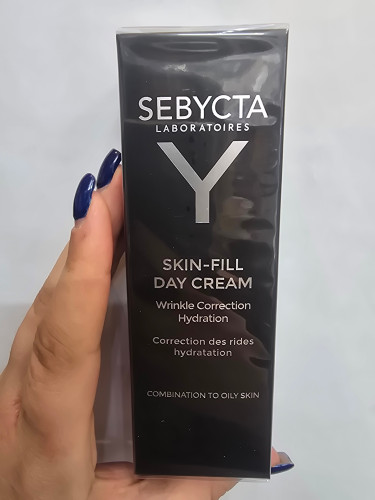 SEBYCTA
LABORATOIRES
Y
SKIN-FILL
DAY CREAM
Wrinkle Correction
Hydration
Correction des rides
hydratation
COMBINATION TO OILY SKIN